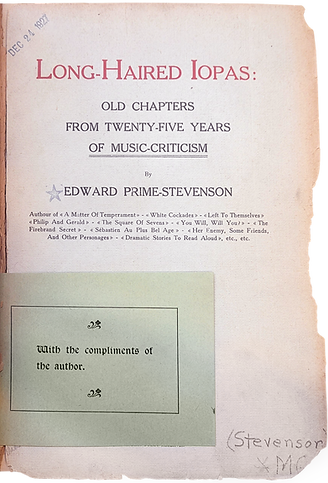 DEC 24 1927
LONG-HAIRED IOPAS:
OLD CHAPTERS
FROM TWENTY-FIVE YEARS
OF MUSIC-CRITICISM
By
EDWARD PRIME-STEVENSON
Authour of «A Matter Of Temperament» - «White Cockades» - «Left To Themselves»
«Philip And Gerald» - «The Square Of Sevens» - «You Will, Will You?» - «The
Firebrand Secret» - «Sébastien Au Plus Bel Age» - «Her Enemy, Some Friends,
And Other Personages» - «Dramatic Stories To Read Aloud», etc., etc.
With the compliments of
the author.
(Stevenson)